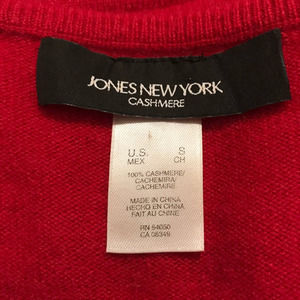 JONES NEW YORK
CASHMERE
U.S. S
MEX CH
100% CASHMERE/
CACHEMIRA/
CACHEMIRE
MADE IN CHINA
HECHO EN CHINA
FAIT AU CHINE
RN 54050
CA 08349